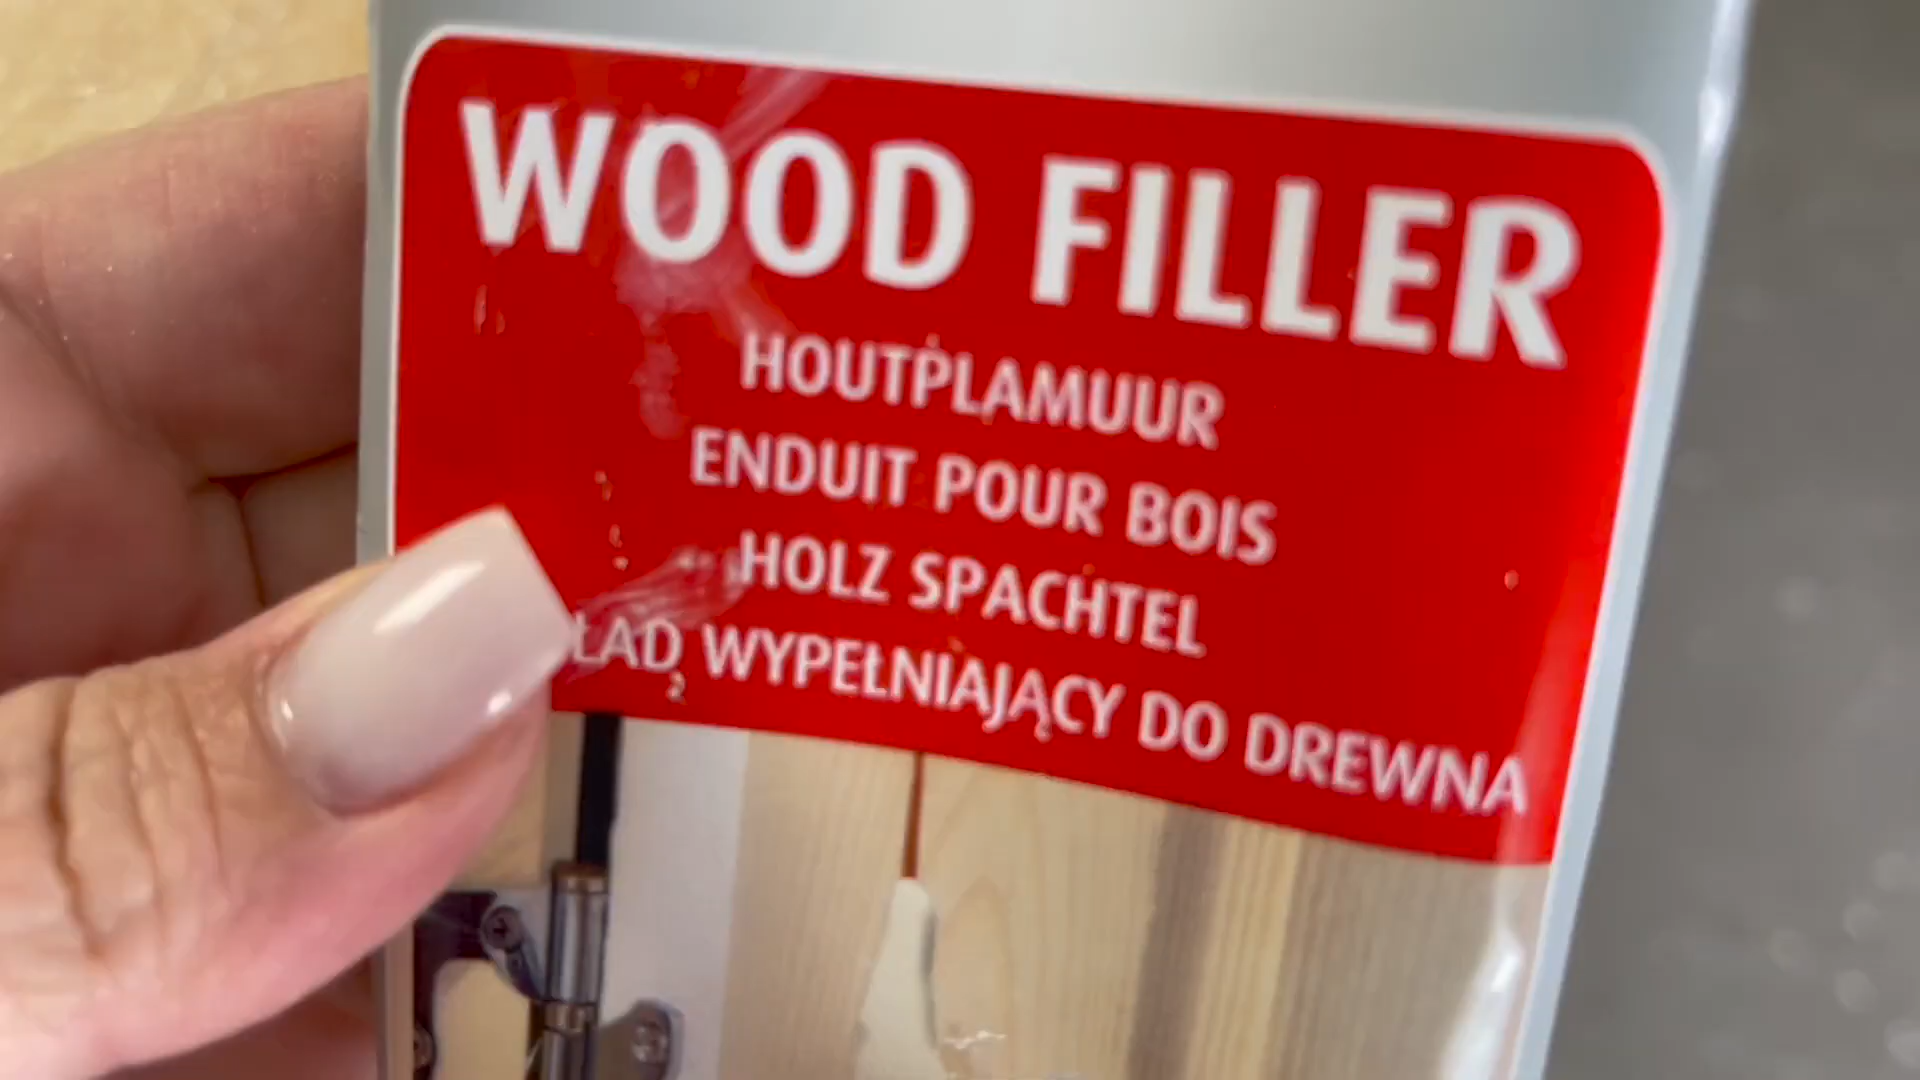 WOOD FILLER
HOUTPLAMUUR
ENDUIT POUR BOIS
HOLZ SPACHTEL
WYPEŁNIAJĄCY DO DREWNA